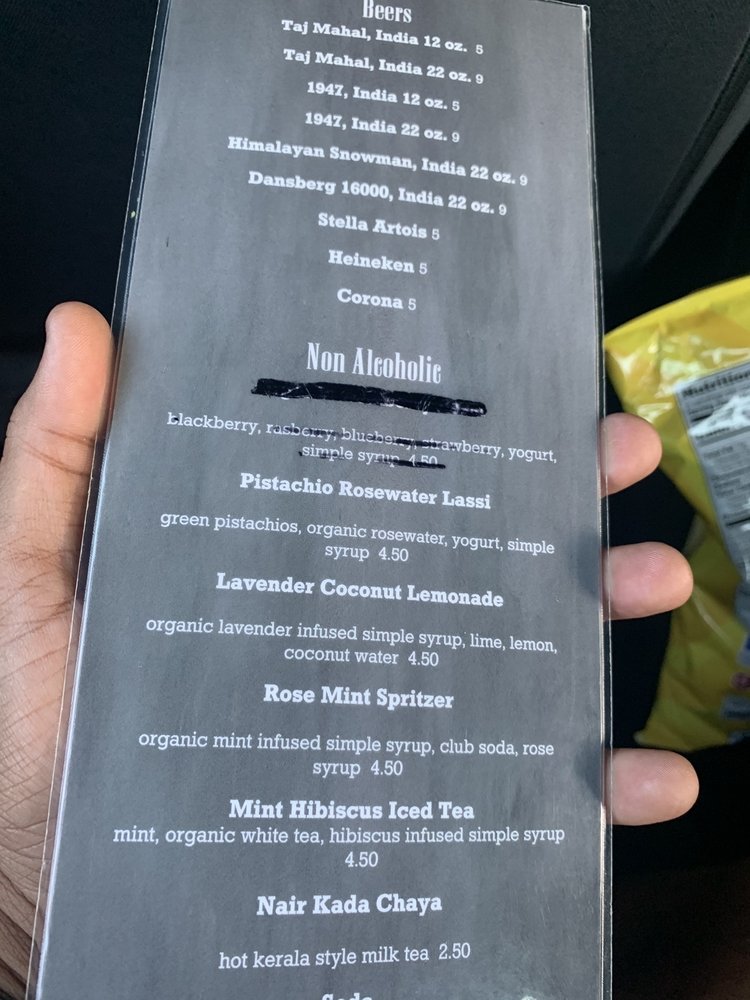 Beers
Taj Mahal, India 12 oz. 5
Taj Mahal, India 22 oz. 9
1947, India 12 oz. 5
1947, India 22 oz. 9
Himalayan Snowman, India 22 oz. 9
Dansberg 16000, India 22 oz. 9
Stella Artois 5
Heineken 5
Corona 5
Non Alcoholic
blackberry, rasberry, blueberry, strawberry, yogurt,
simple syrup 4.50
Pistachio Rosewater Lassi
green pistachios, organic rosewater, yogurt, simple
syrup 4.50
Lavender Coconut Lemonade
organic lavender infused simple syrup, lime, lemon,
coconut water 4.50
Rose Mint Spritzer
organic mint infused simple syrup, club soda, rose
syrup 4.50
Mint Hibiscus Iced Tea
mint, organic white tea, hibiscus infused simple syrup
4.50
Nair Kada Chaya
hot kerala style milk tea 2.50
Soda
Nutrition